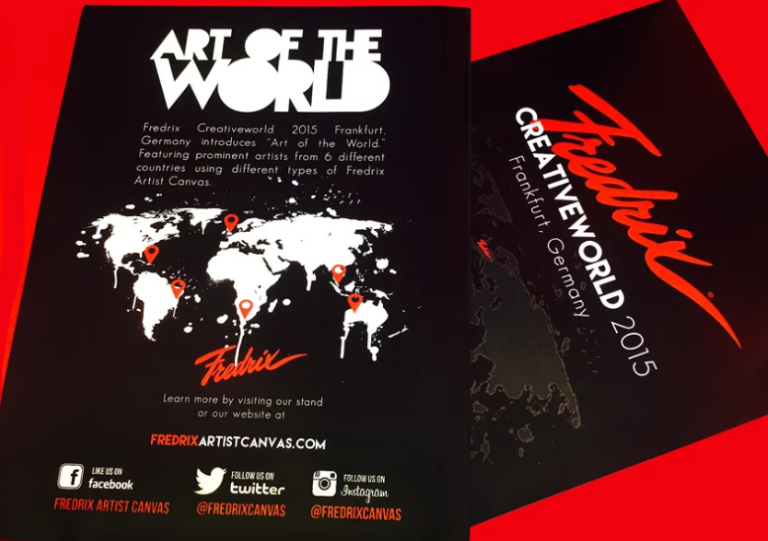 ART OF THE
WORLD
Fredrix Creativeworld 2015 Frankfurt,
Germany introduces "Art of the World."
Featuring prominent artists from 6 different
countries using different types of Fredrix
Artist Canvas.
Fredrix
Learn more by visiting our stand
or our website at
FREDRIXARTISTCANVAS.COM
LIKE US ON
facebook
FREDRIX ARTIST CANVAS
FOLLOW US ON
twitter
@FREDRIXCANVAS
FOLLOW US ON
Instagram
@FREDRIXCANVAS
Fredrix
CREATIVEWORLD 2015
Frankfurt, Germany